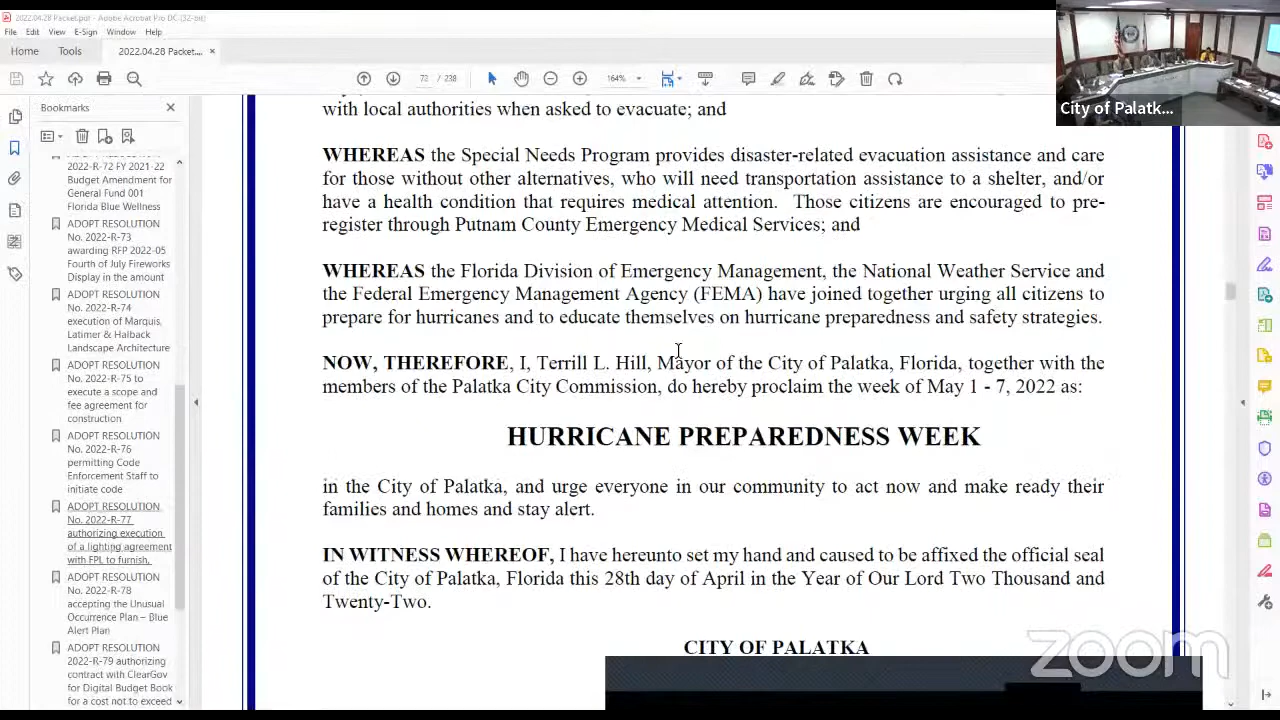 2022.04.28 Packet.pdf - Adobe Acrobat Pro DC (32-bit)
File Edit View E-Sign Window Help
Home Tools 2022.04.28 Packet... ×
72 / 238 164%
City of Palatk...
Bookmarks
2022-R-72 FY 2021-22
Budget Amendment for
General Fund 001
Florida Blue Wellness
ADOPT RESOLUTION
No. 2022-R-73
awarding RFP 2022-05
Fourth of July Fireworks
Display in the amount
ADOPT RESOLUTION
No. 2022-R-74
execution of Marquis,
Latimer & Halback
Landscape Architecture
ADOPT RESOLUTION
No. 2022-R-75 to
execute a scope and
fee agreement for
construction
ADOPT RESOLUTION
No. 2022-R-76
permitting Code
Enforcement Staff to
initiate code
ADOPT RESOLUTION
No. 2022-R-77
authorizing execution
of a lighting agreement
with FPL to furnish,
ADOPT RESOLUTION
No. 2022-R-78
accepting the Unusual
Occurrence Plan – Blue
Alert Plan
ADOPT RESOLUTION
2022-R-79 authorizing
contract with ClearGov
for Digital Budget Book
for a cost not to exceed
with local authorities when asked to evacuate; and
WHEREAS the Special Needs Program provides disaster-related evacuation assistance and care
for those without other alternatives, who will need transportation assistance to a shelter, and/or
have a health condition that requires medical attention. Those citizens are encouraged to pre-
register through Putnam County Emergency Medical Services; and
WHEREAS the Florida Division of Emergency Management, the National Weather Service and
the Federal Emergency Management Agency (FEMA) have joined together urging all citizens to
prepare for hurricanes and to educate themselves on hurricane preparedness and safety strategies.
NOW, THEREFORE, I, Terrill L. Hill, Mayor of the City of Palatka, Florida, together with the
members of the Palatka City Commission, do hereby proclaim the week of May 1 - 7, 2022 as:
HURRICANE PREPAREDNESS WEEK
in the City of Palatka, and urge everyone in our community to act now and make ready their
families and homes and stay alert.
IN WITNESS WHEREOF, I have hereunto set my hand and cased to be affixed the official seal
of the City of Palatka, Florida this 28th day of April in the Year of Our Lord Two Thousand and
Twenty-Two.
CITY OF PALATKA
zoom